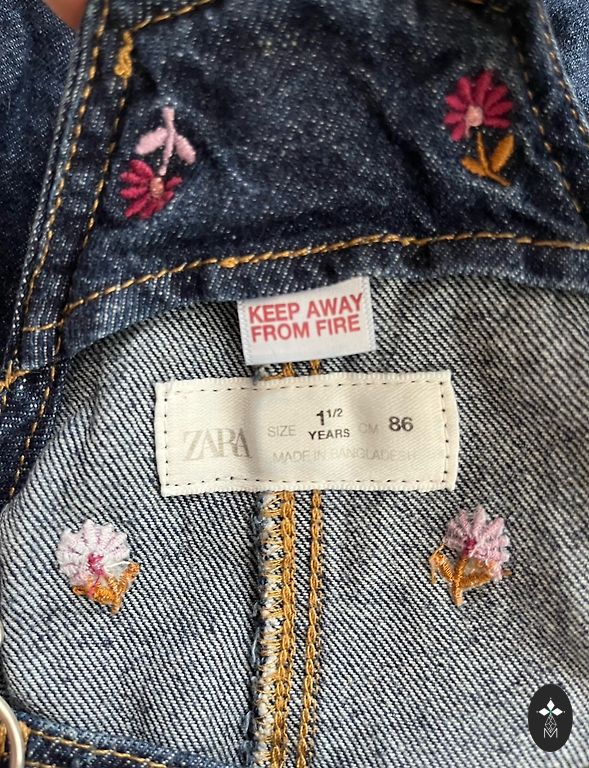 KEEP AWAY
FROM FIRE
ZARA SIZE 1 1/2 YEARS CM 86
MADE IN BANGLADESH
M